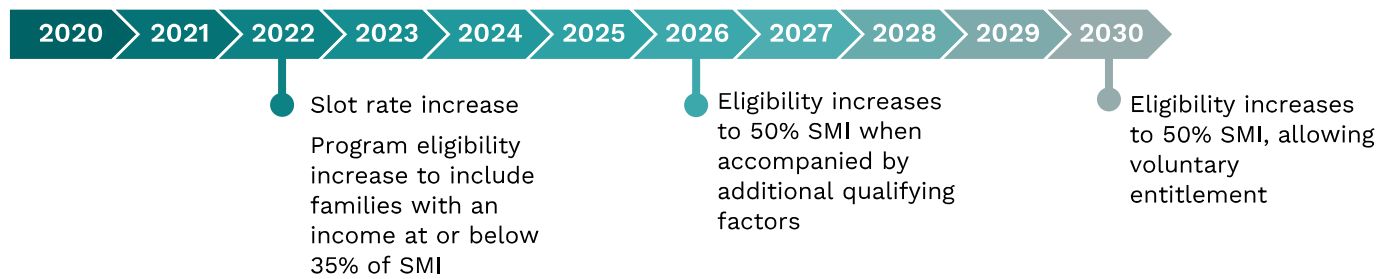 2020 2021 2022 2023 2024 2025 2026 2027 2028 2029 2030
Slot rate increase
Program eligibility
increase to include
families with an
income at or below
35% of SMI
Eligibility increases
to 50% SMI when
accompanied by
additional qualifying
factors
Eligibility increases
to 50% SMI, allowing
voluntary
entitlement